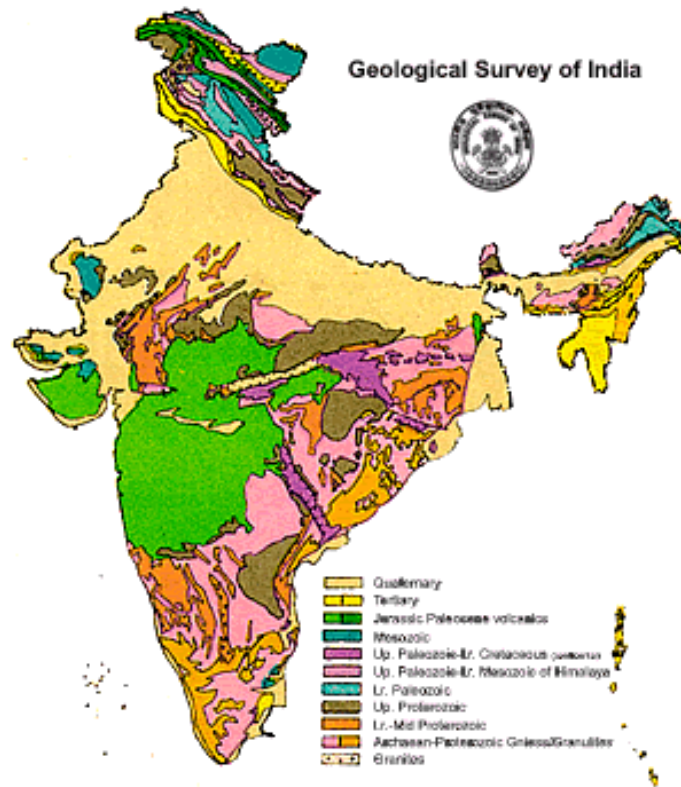 Geological Survey of India
Quaternary
Tertiary
Jurassic Paleocene volcanics
Mesozoic
Up. Paleozoic-Lr. Cretaceous
Up. Paleozoic-Lr. Mesozoic of Himalaya
Lr. Paleozoic
Up. Proterozoic
Lr.-Mid Proterozoic
Archaean-Proterozoic Gneiss/Granulites
Granites